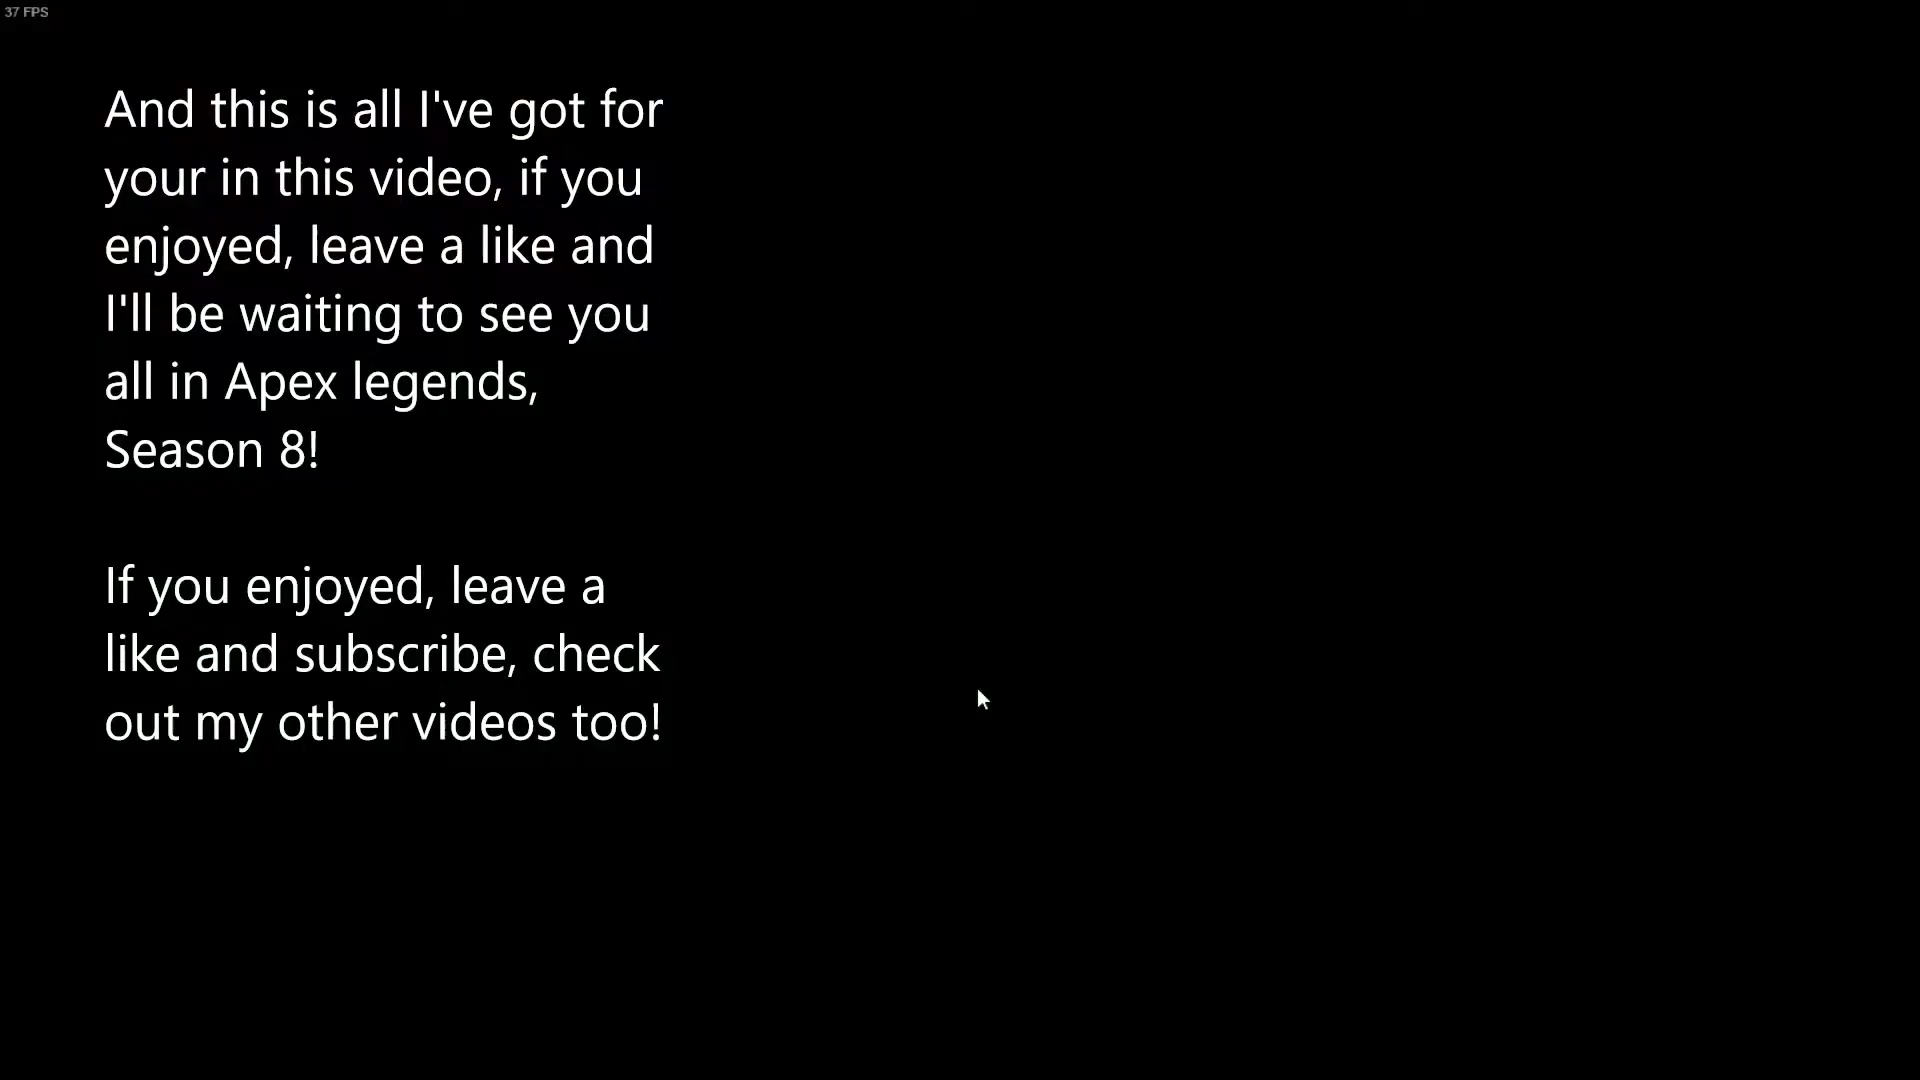 37 FPS
And this is all I've got for
your in this video, if you
enjoyed, leave a like and
I'll be waiting to see you
all in Apex legends,
Season 8!
If you enjoyed, leave a
like and subscribe, check
out my other videos too!